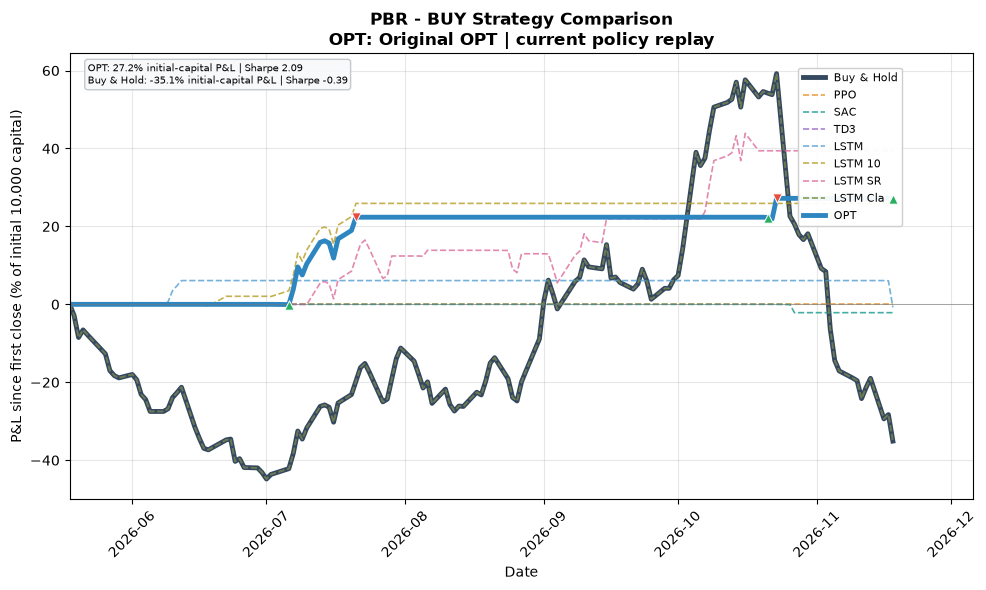 PBR - BUY Strategy Comparison
OPT: Original OPT | current policy replay
OPT: 27.2% initial-capital P&L | Sharpe 2.09
Buy & Hold: -35.1% initial-capital P&L | Sharpe -0.39
Buy & Hold
PPO
SAC
TD3
LSTM
LSTM 10
LSTM SR
LSTM Cla
OPT
P&L since first close (% of initial 10,000 capital)
60
40
20
0
−20
−40
2026-06
2026-07
2026-08
2026-09
2026-10
2026-11
2026-12
Date